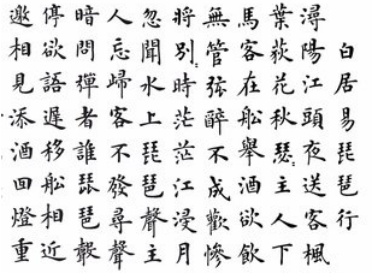 白居易琵琶行
潯陽江頭夜送客楓
葉荻花秋瑟〻主人下
馬客在船舉酒欲飲
無管弦醉不成歡慘
將別〻時茫茫江浸月
忽聞水上琵琶聲主
人忘歸客不發尋聲
暗問彈者誰琵琶聲
停欲語遲移船相近
邀相見添酒回燈重